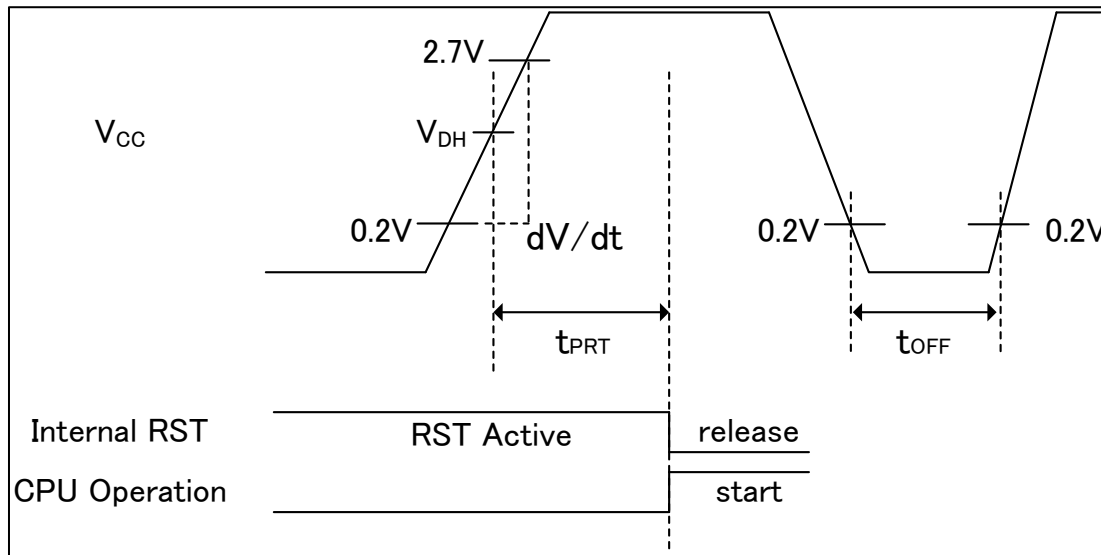 2.7V
VCC
VDH
0.2V
dV/dt
0.2V
0.2V
tPRT
tOFF
Internal RST
RST Active
release
CPU Operation
start